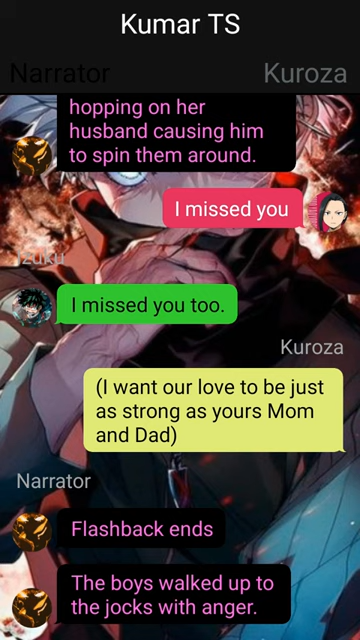 Kumar TS
Narrator
Kuroza
hopping on her
husband causing him
to spin them around.
I missed you
Izuku
I missed you too.
Kuroza
(I want our love to be just
as strong as yours Mom
and Dad)
Narrator
Flashback ends
The boys walked up to
the jocks with anger.